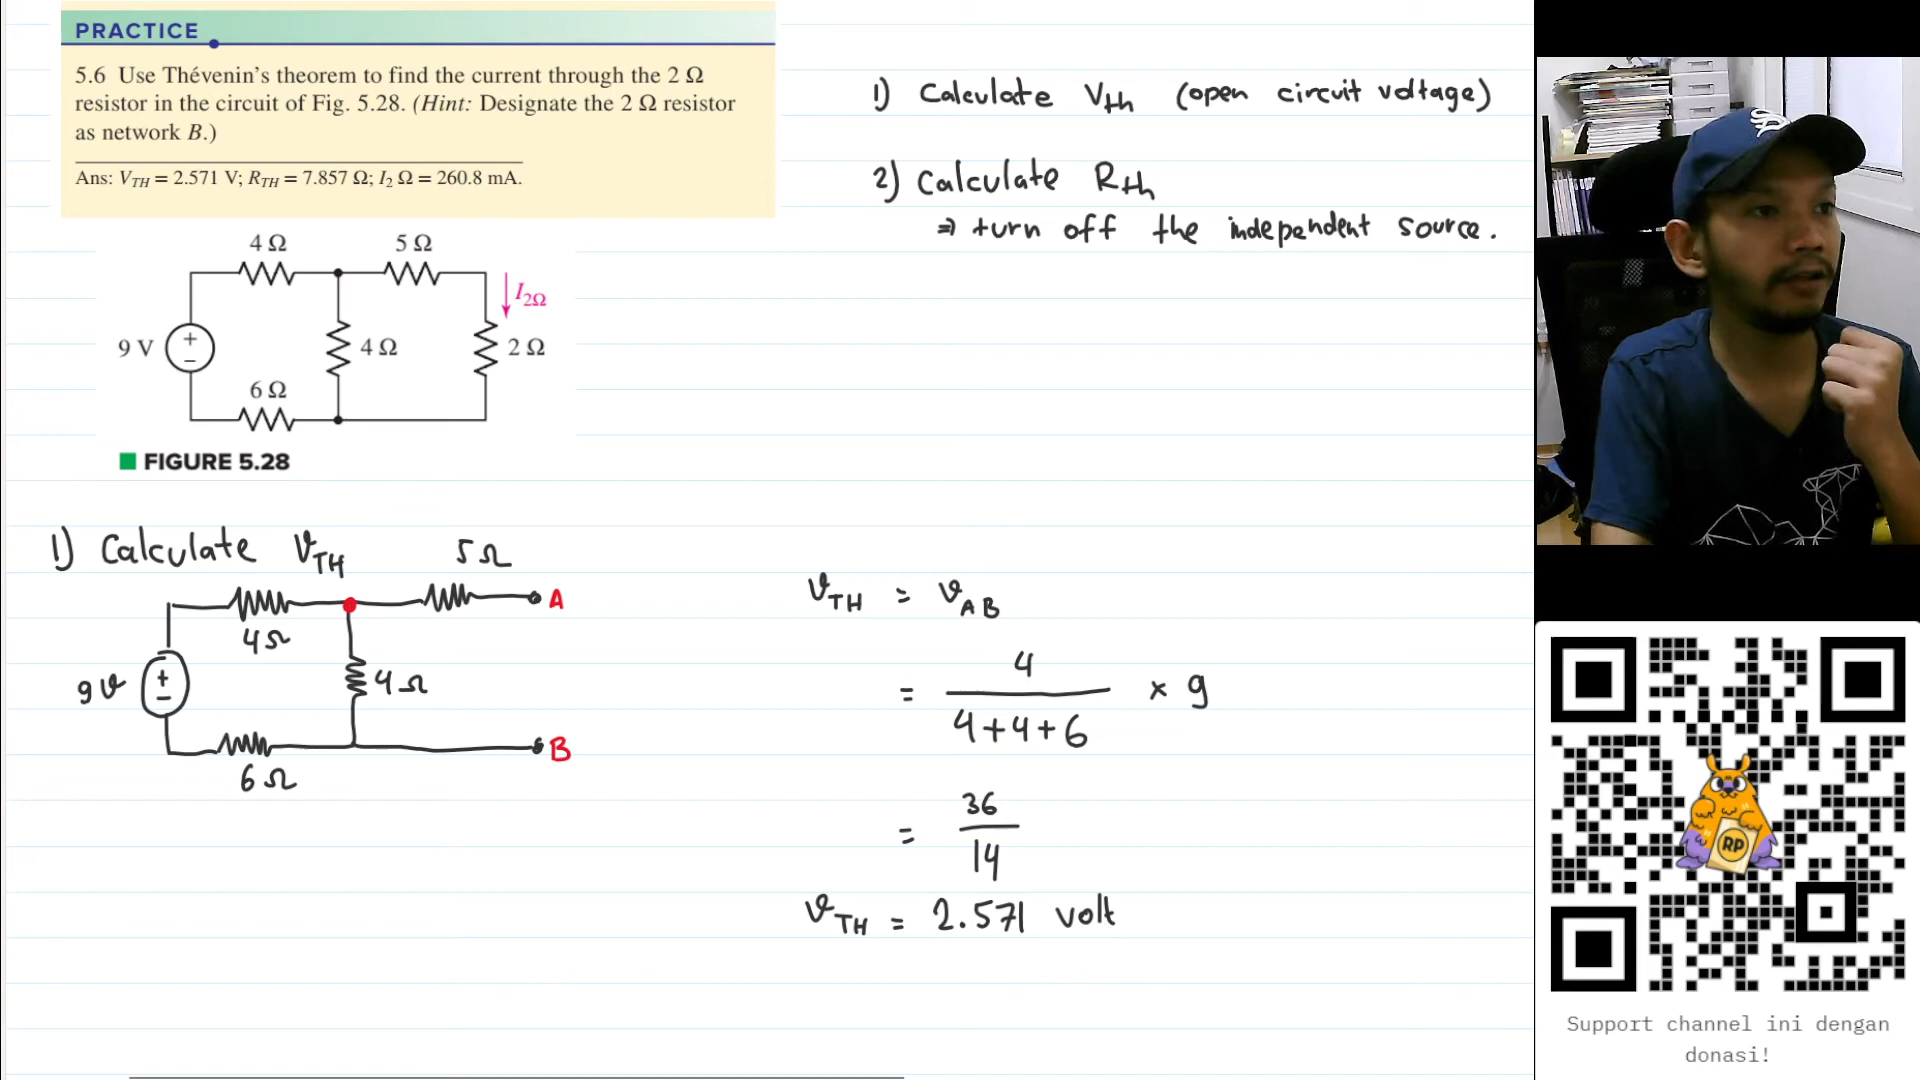 PRACTICE
5.6 Use Thévenin's theorem to find the current through the 2 Ω
resistor in the circuit of Fig. 5.28. (Hint: Designate the 2 Ω resistor
as network B.)
Ans: V_TH = 2.571 V; R_TH = 7.857 Ω; I_2 Ω = 260.8 mA.
4 Ω
5 Ω
I_2Ω
9 V
+
−
4 Ω
2 Ω
6 Ω
FIGURE 5.28
1) Calculate V_th (open circuit voltage)
2) Calculate R_th
⇒ turn off the independent source.
1) Calculate V_TH
5Ω
A
4Ω
9V
+
−
4Ω
B
6Ω
V_TH = V_AB
= 4/(4+4+6) × 9
= 36/14
V_TH = 2.571 volt
RP
Support channel ini dengan
donasi!